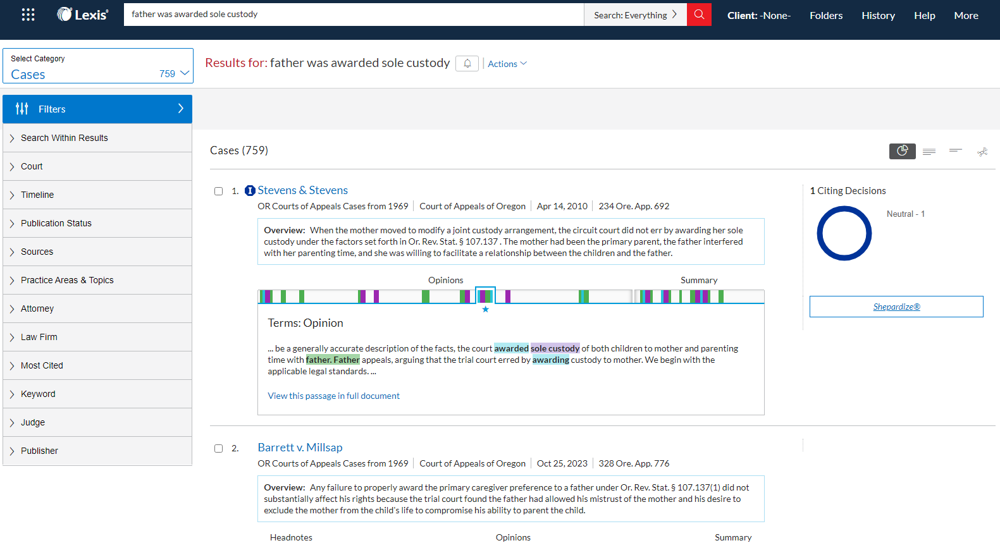 Lexis®
father was awarded sole custody
Search: Everything
Client: -None-
Folders
History
Help
More
Select Category
Cases
759
Results for: father was awarded sole custody
Actions
Filters
Search Within Results
Court
Timeline
Publication Status
Sources
Practice Areas & Topics
Attorney
Law Firm
Most Cited
Keyword
Judge
Publisher
Cases (759)
1. Stevens & Stevens
OR Courts of Appeals Cases from 1969 | Court of Appeals of Oregon | Apr 14, 2010 | 234 Ore. App. 692
Overview: When the mother moved to modify a joint custody arrangement, the circuit court did not err by awarding her sole
custody under the factors set forth in Or. Rev. Stat. § 107.137 . The mother had been the primary parent, the father interfered
with her parenting time, and she was willing to facilitate a relationship between the children and the father.
Opinions
Summary
Terms: Opinion
... be a generally accurate description of the facts, the court awarded sole custody of both children to mother and parenting
time with father. Father appeals, arguing that the trial court erred by awarding custody to mother. We begin with the
applicable legal standards. ...
View this passage in full document
1 Citing Decisions
Neutral - 1
Shepardize®
2. Barrett v. Millsap
OR Courts of Appeals Cases from 1969 | Court of Appeals of Oregon | Oct 25, 2023 | 328 Ore. App. 776
Overview: Any failure to properly award the primary caregiver preference to a father under Or. Rev. Stat. § 107.137(1) did not
substantially affect his rights because the trial court found the father had allowed his mistrust of the mother and his desire to
exclude the mother from the child's life to compromise his ability to parent the child.
Headnotes
Opinions
Summary